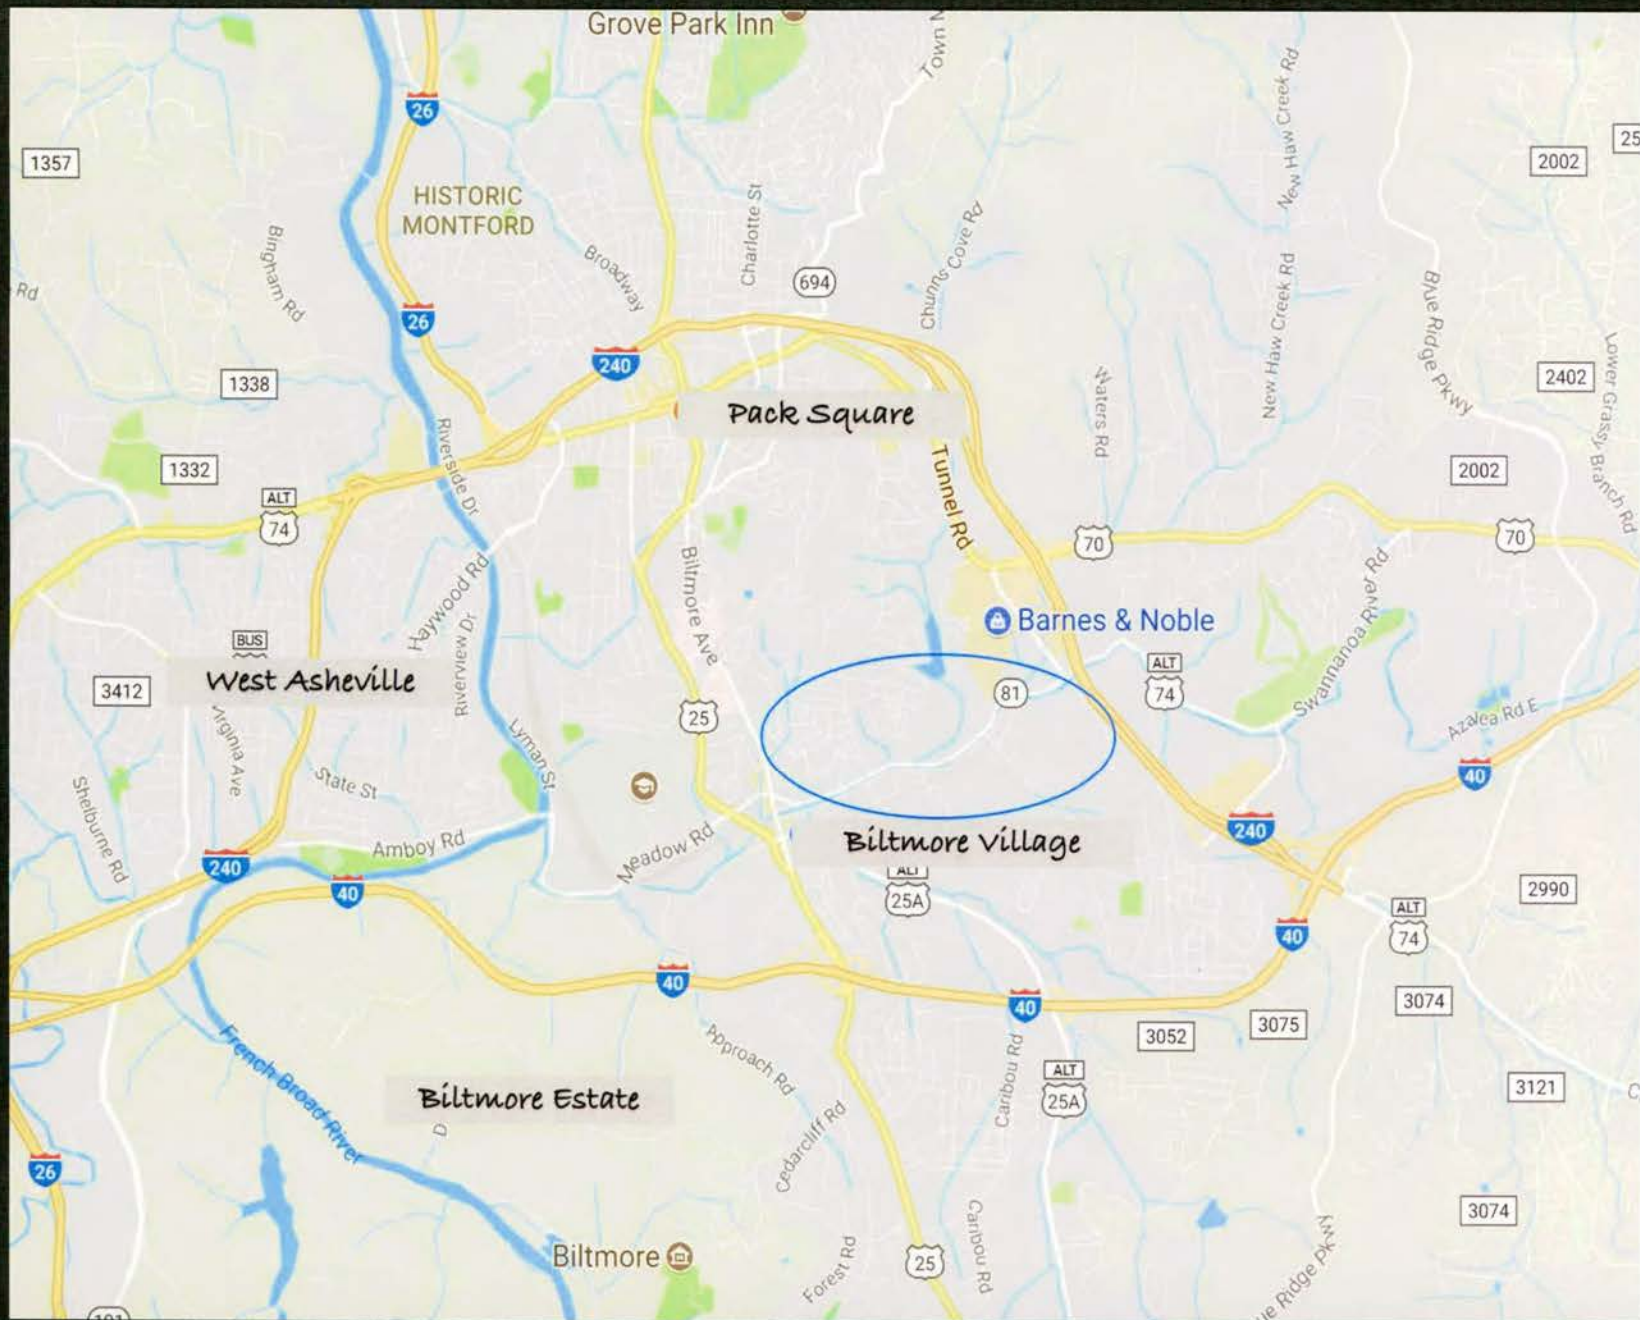 Grove Park Inn
Town
26
1357
New Haw Creek Rd
2002
25
HISTORIC
MONTFORD
Charlotte St
Bingham Rd
Broadway
694
Chunns Cove Rd
Rd
26
New Haw Creek Rd
Blue Ridge Pkwy
240
1338
Waters Rd
2402
Lower Grassy Branch Rd
Pack Square
Riverside Dr
1332
Tunnel Rd
2002
ALT
74
70
70
Biltmore Ave
Haywood Rd
Swannanoa River Rd
Barnes & Noble
BUS
Riverview Dr
ALT
74
West Asheville
3412
81
25
Azalea Rd E
Virginia Ave
Lyman St
State St
40
Shelburne Rd
Amboy Rd
Meadow Rd
Biltmore Village
240
240
40
ALT
25A
2990
ALT
74
40
40
40
3074
3075
3052
French Broad River
Approach Rd
Caribou Rd
ALT
25A
3121
Biltmore Estate
D
Cedarcliff Rd
26
3074
Caribou Rd
Biltmore
25
Forest Rd
ue Ridge Pkwy
191